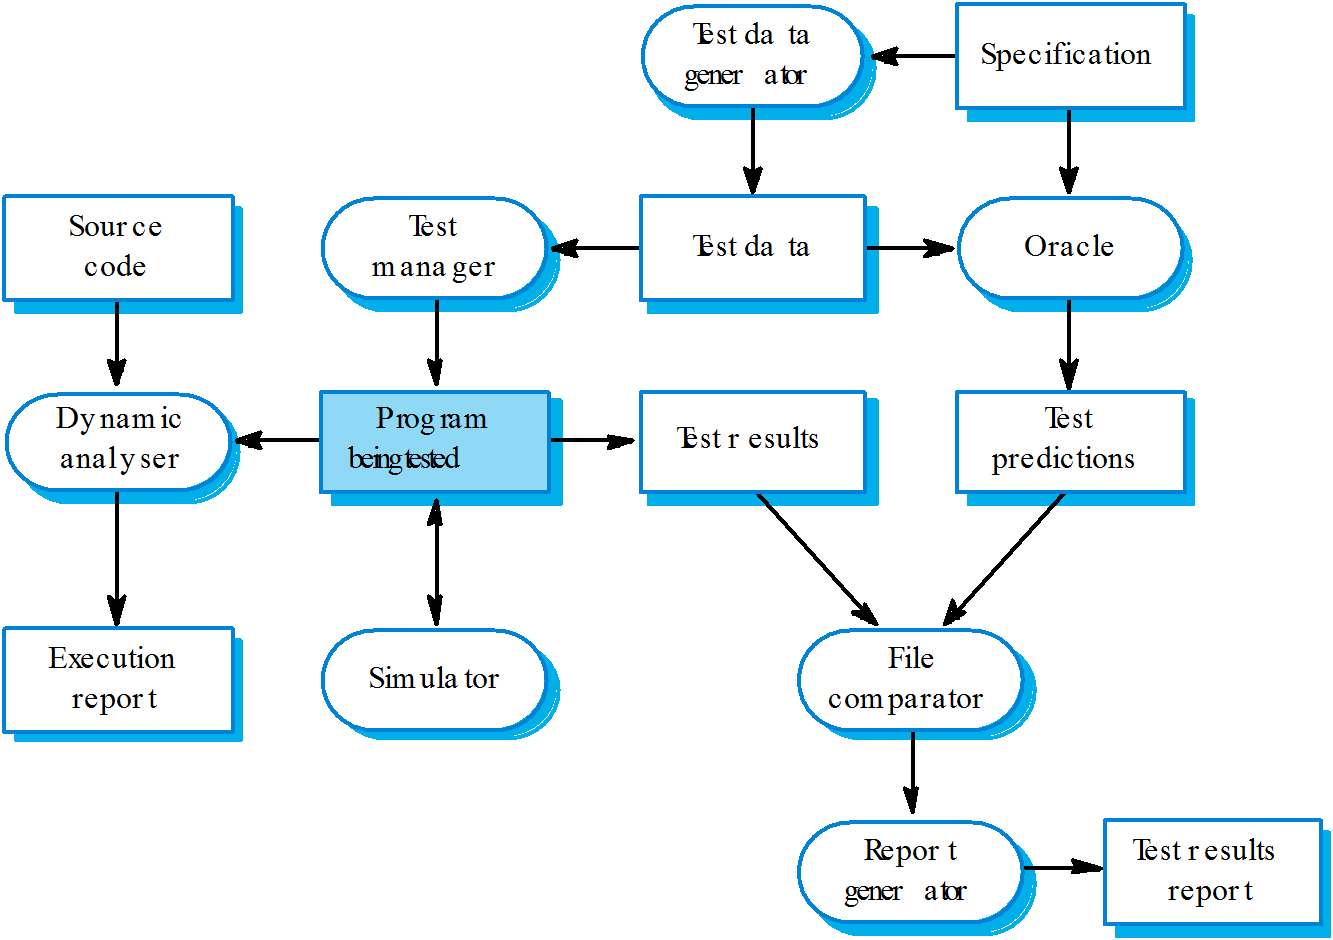 Test data
generator
Specification
Source
code
Test
manager
Test data
Oracle
Dynamic
analyser
Program
being tested
Test results
Test
predictions
Execution
report
Simulator
File
comparator
Report
generator
Test results
report